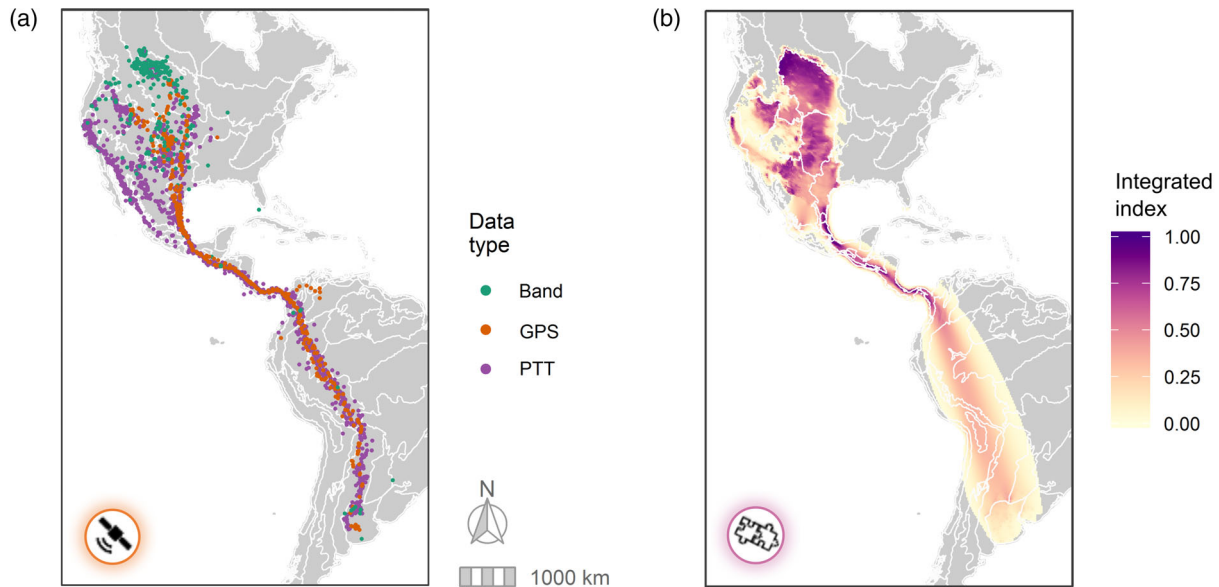 (a)
Data
type
Band
GPS
PTT
N
1000 km
(b)
Integrated
index
1.00
0.75
0.50
0.25
0.00